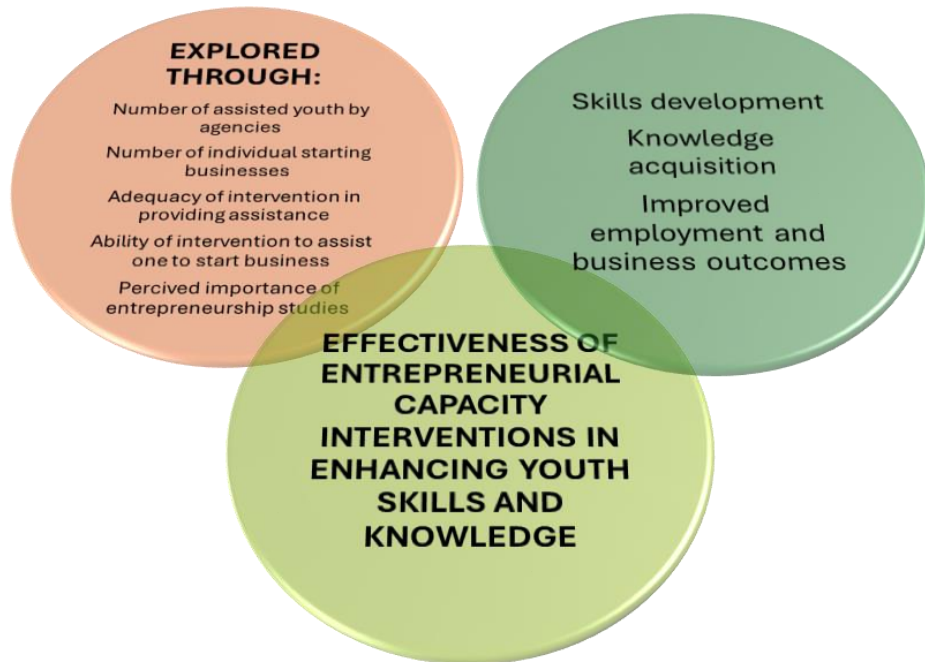 EXPLORED
THROUGH:
Number of assisted youth by
agencies
Number of individual starting
businesses
Adequacy of intervention in
providing assistance
Ability of intervention to assist
one to start business
Percived importance of
entrepreneurship studies
Skills development
Knowledge
acquisition
Improved
employment and
business outcomes
EFFECTIVENESS OF
ENTREPRENEURIAL
CAPACITY
INTERVENTIONS IN
ENHANCING YOUTH
SKILLS AND
KNOWLEDGE